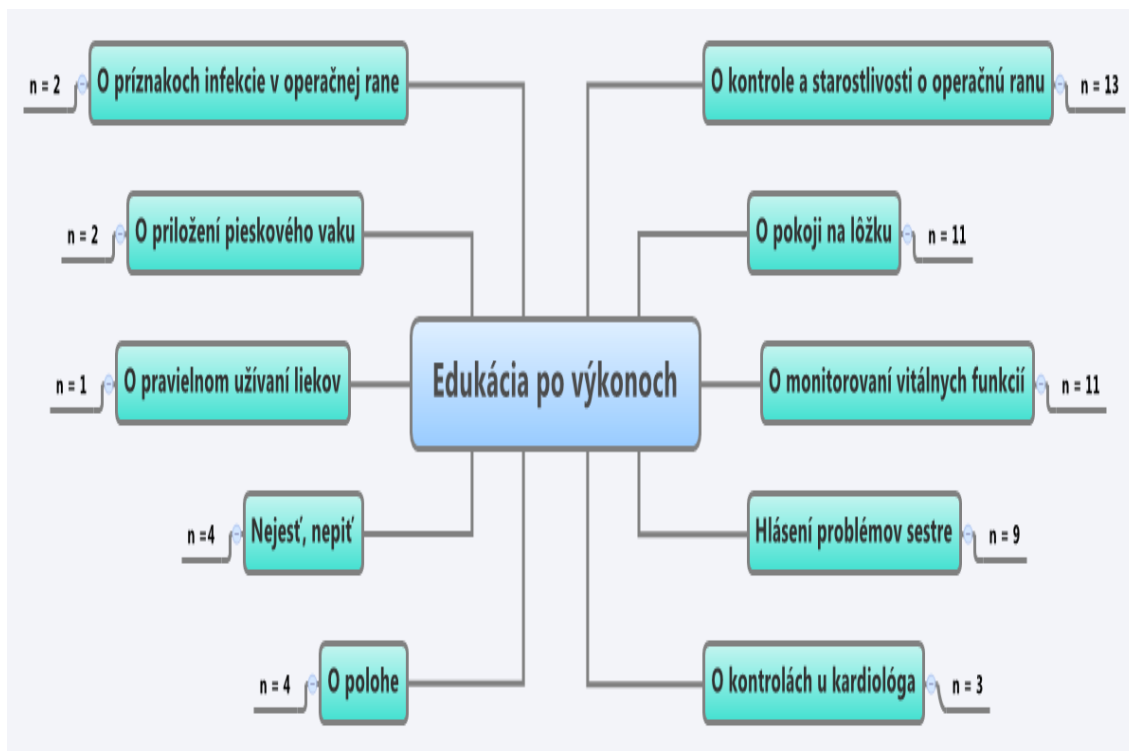 O príznakoch infekcie v operačnej rane
n = 2
O kontrole a starostlivosti o operačnú ranu
n = 13
O priložení pieskového vaku
n = 2
O pokoji na lôžku
n = 11
O pravielnom užívaní liekov
n = 1
Edukácia po výkonoch
O monitorovaní vitálnych funkcií
n = 11
Nejesť, nepiť
n =4
Hlásení problémov sestre
n = 9
O polohe
n = 4
O kontrolách u kardiológa
n = 3